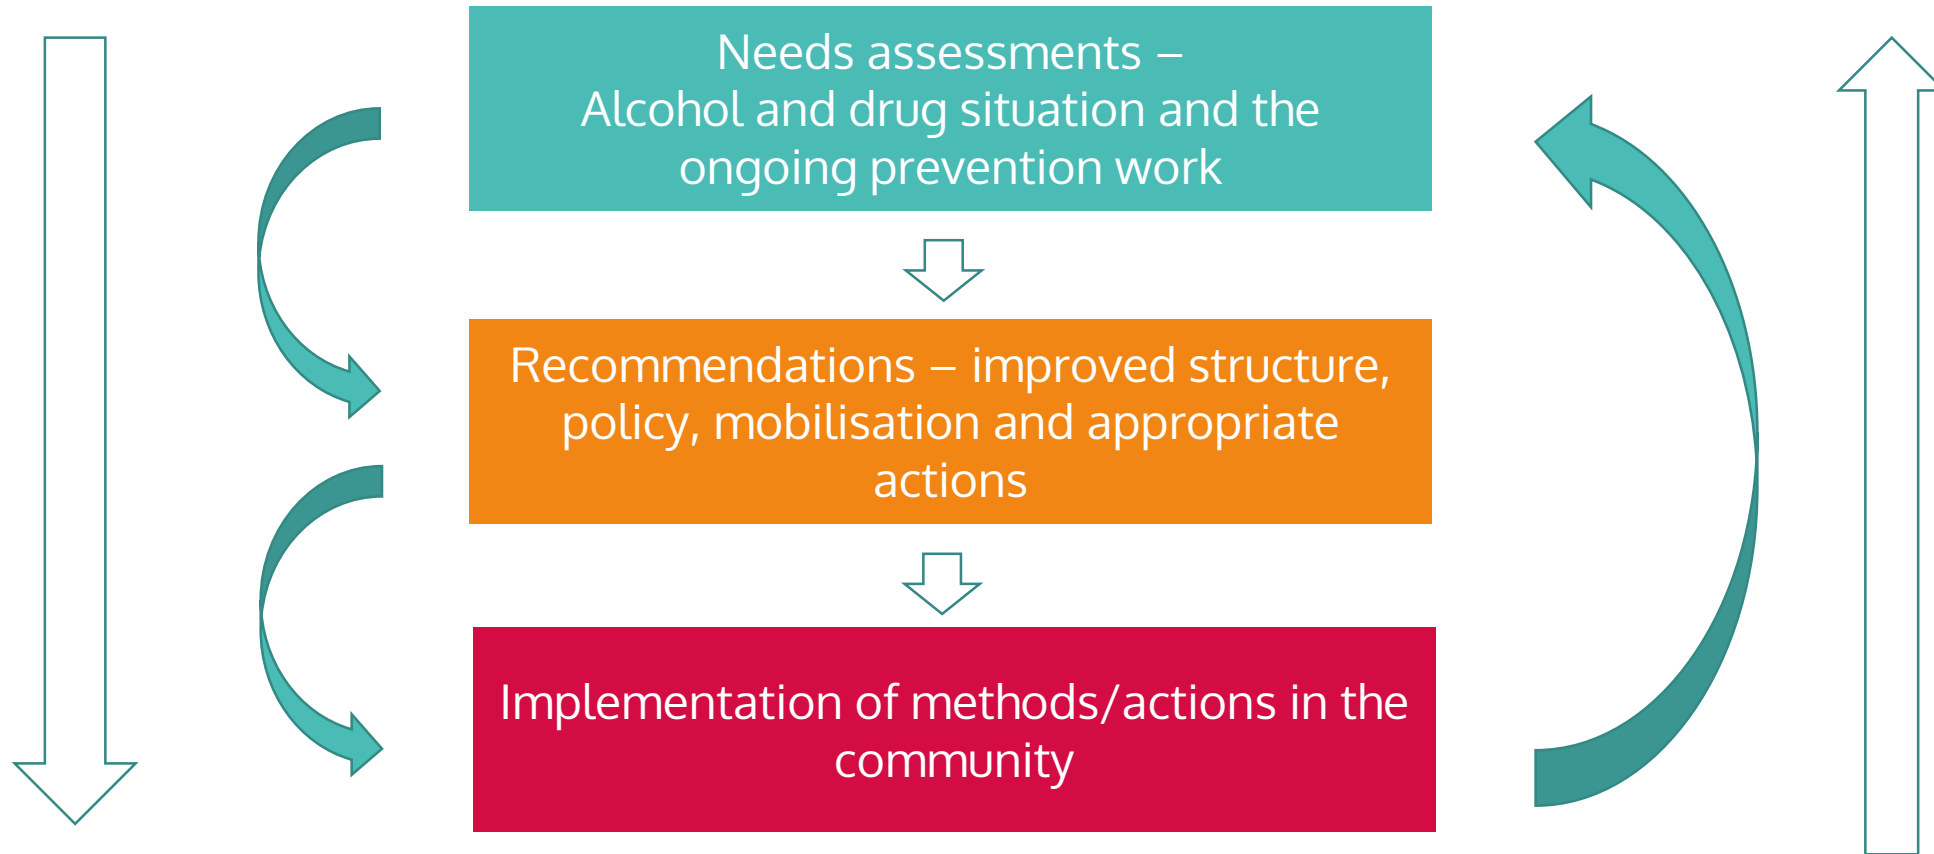 Needs assessments –
Alcohol and drug situation and the
ongoing prevention work
Recommendations – improved structure,
policy, mobilisation and appropriate
actions
Implementation of methods/actions in the
community